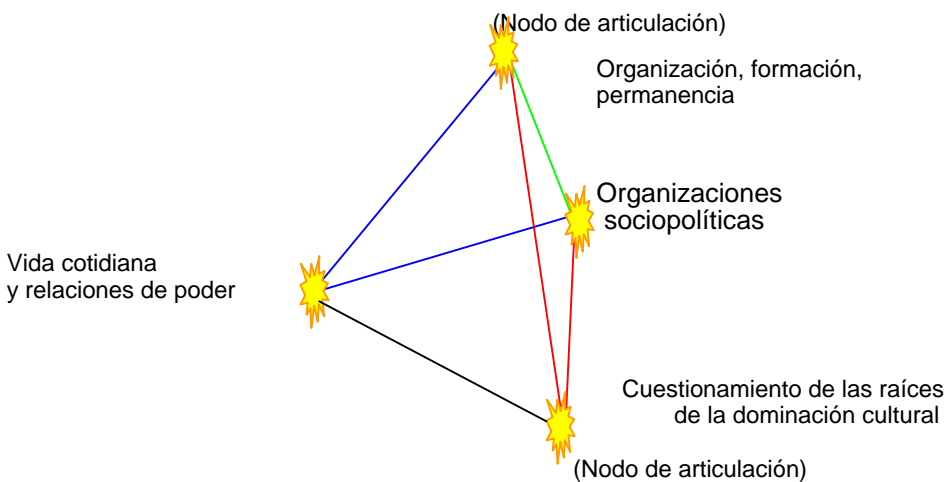 (Nodo de articulación)
Organización, formación,
permanencia
Organizaciones
sociopolíticas
Vida cotidiana
y relaciones de poder
Cuestionamiento de las raíces
de la dominación cultural
(Nodo de articulación)